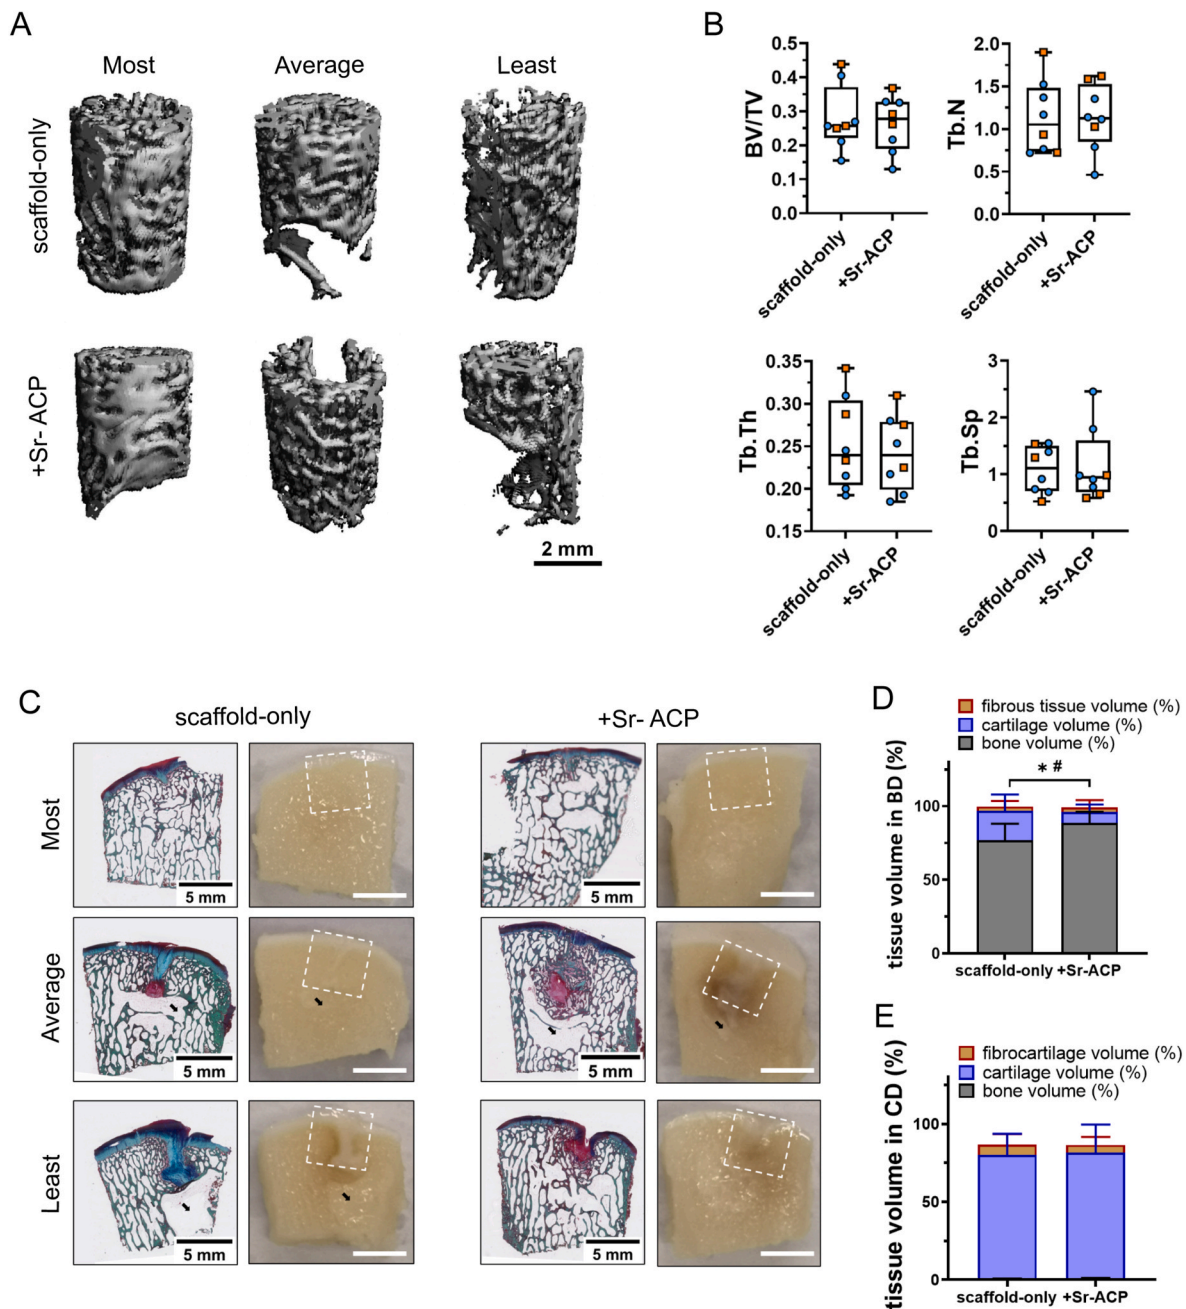 A
Most
Average
Least
scaffold-only
+Sr- ACP
2 mm
B
BV/TV
0.5
0.4
0.3
0.2
0.1
0.0
scaffold-only
+Sr-ACP
Tb.N
2.0
1.5
1.0
0.5
0.0
scaffold-only
+Sr-ACP
Tb.Th
0.35
0.30
0.25
0.20
0.15
scaffold-only
+Sr-ACP
Tb.Sp
3
2
1
0
scaffold-only
+Sr-ACP
C
scaffold-only
+Sr- ACP
Most
5 mm
5 mm
Average
5 mm
5 mm
Least
5 mm
5 mm
D
fibrous tissue volume (%)
cartilage volume (%)
bone volume (%)
tissue volume in BD (%)
* #
100
50
0
scaffold-only +Sr-ACP
E
fibrocartilage volume (%)
cartilage volume (%)
bone volume (%)
tissue volume in CD (%)
100
50
0
scaffold-only +Sr-ACP